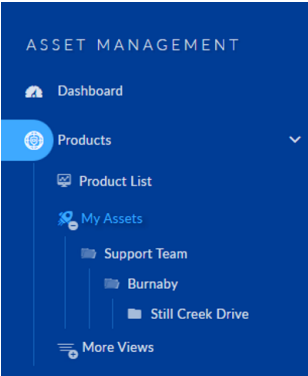 ASSET MANAGEMENT
Dashboard
Products
Product List
My Assets
Support Team
Burnaby
Still Creek Drive
More Views